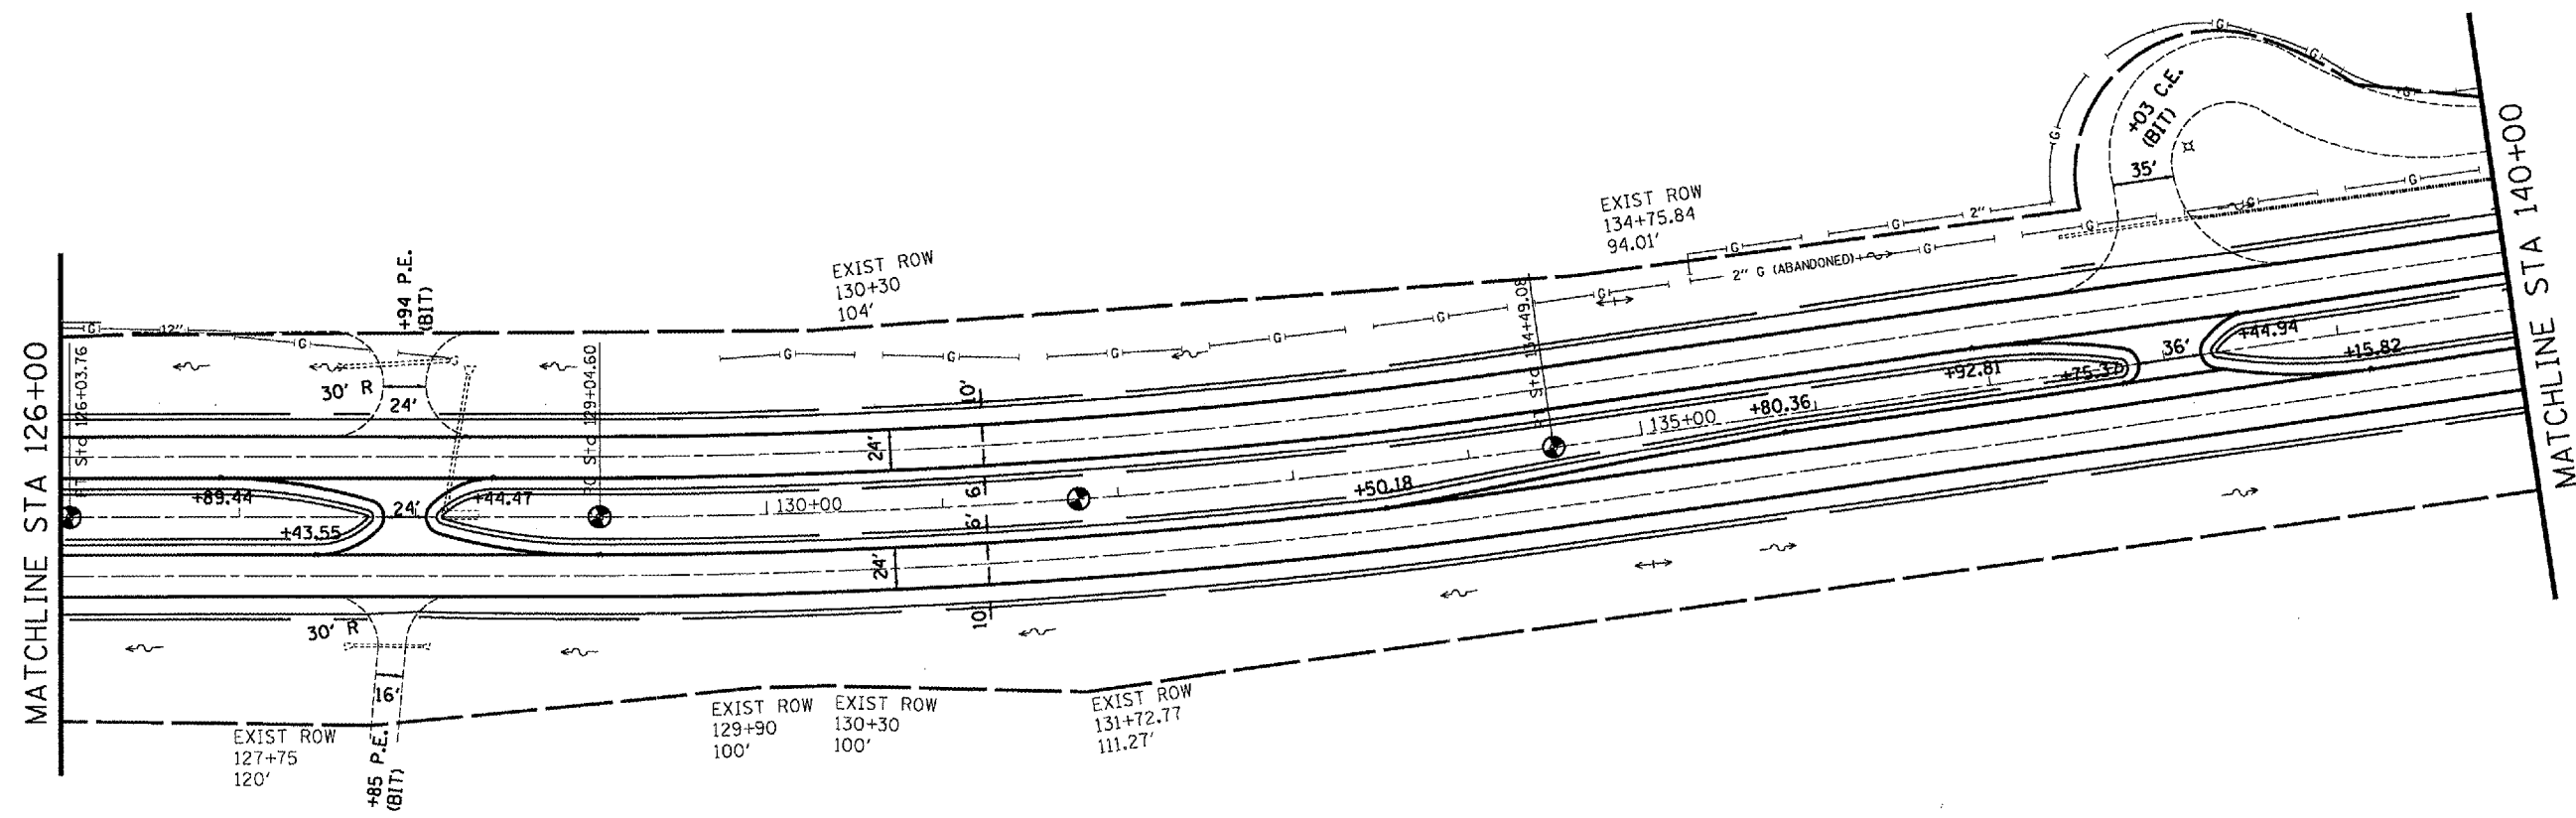 MATCHLINE STA 126+00
G
12"
G
Sta 126+03.76
+94 P.E.
(BIT)
30' R
24'
G
Sta 129+04.60
EXIST ROW
130+30
104'
G
G
G
G
G
G
10'
24'
6'
6'
24'
10'
+89.44
+43.55
24'
+44.47
130+00
30' R
16'
+85 P.E.
(BIT)
EXIST ROW
127+75
120'
EXIST ROW
129+90
100'
EXIST ROW
130+30
100'
EXIST ROW
131+72.77
111.27'
PT Sta 134+49.08
EXIST ROW
134+75.84
94.01'
G
G
2"
2" G (ABANDONED)
G
G
G
G
G
G
G
G
G
+03 C.E.
(BIT)
35'
+50.18
135+00
+80.36
+92.81
+75.37
36'
+44.94
+15.82
MATCHLINE STA 140+00